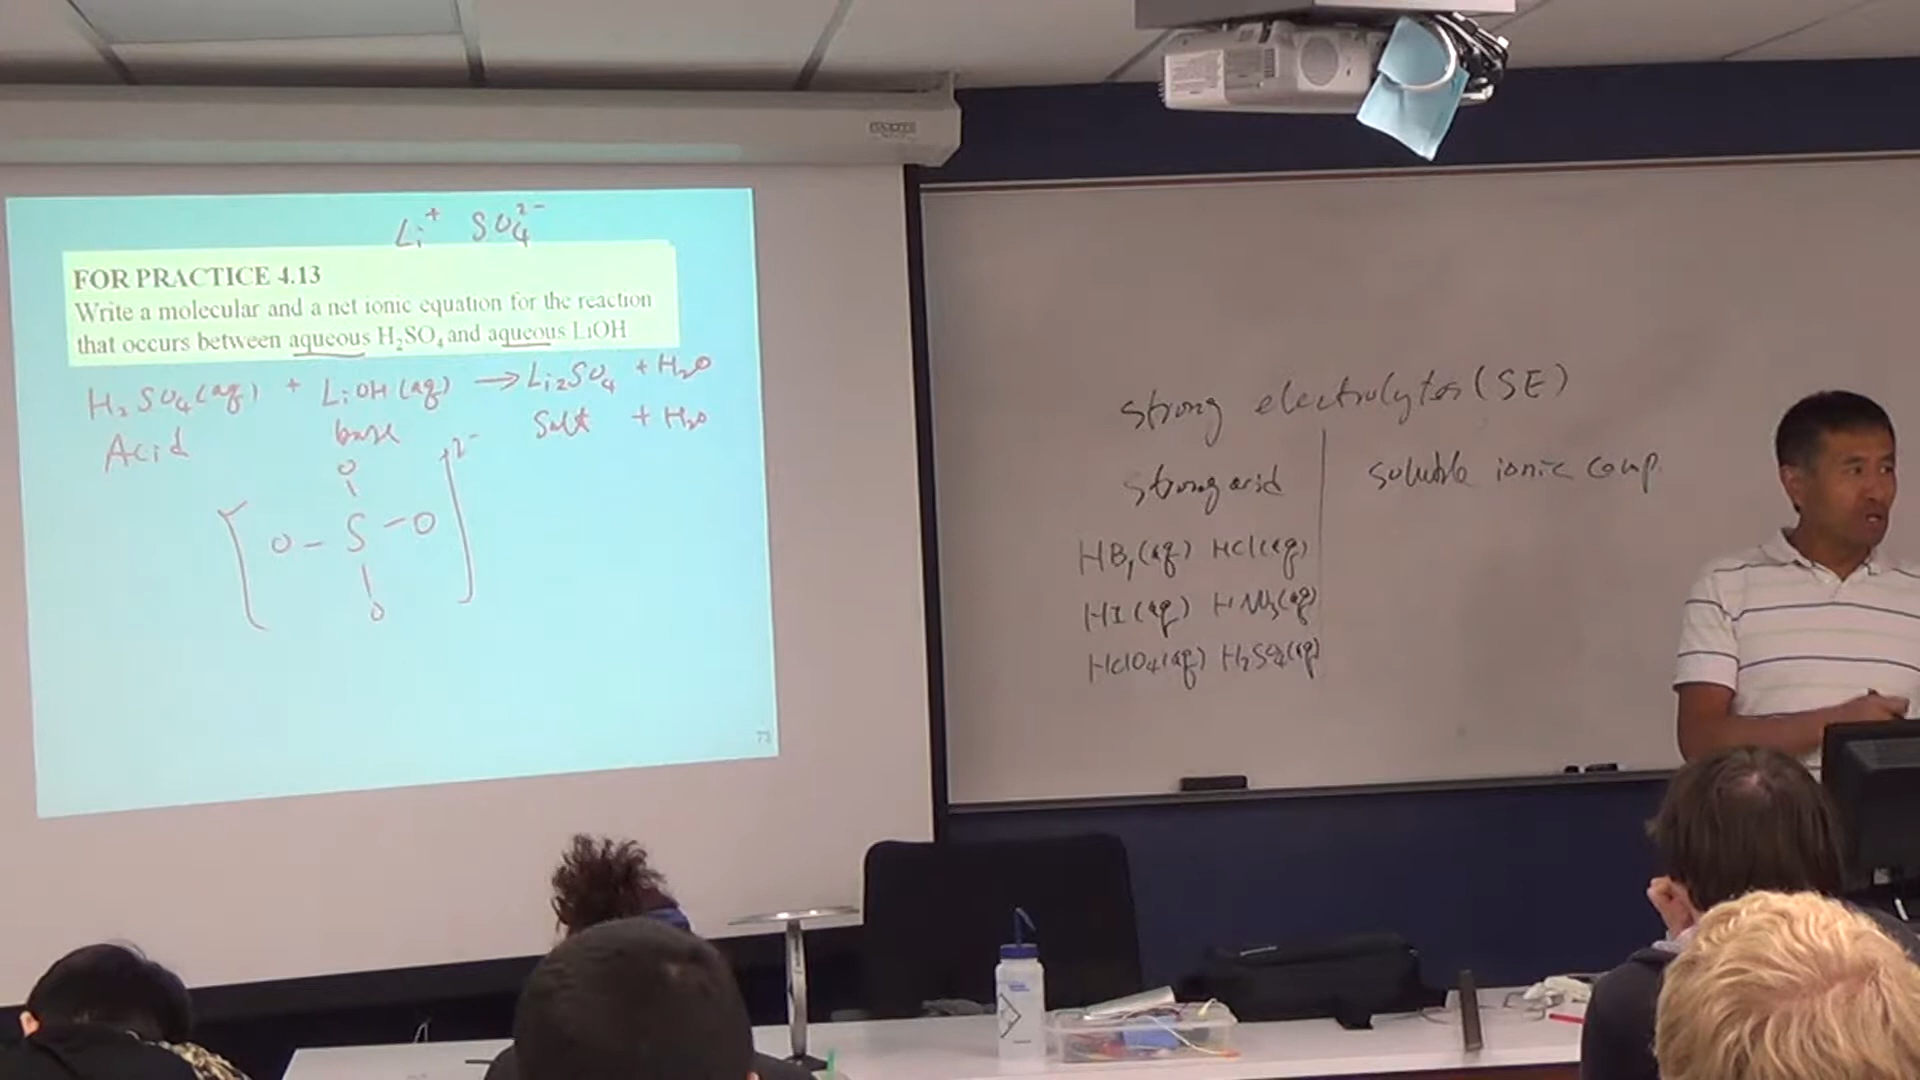 Li⁺ SO₄²⁻
FOR PRACTICE 4.13
Write a molecular and a net ionic equation for the reaction
that occurs between aqueous H₂SO₄ and aqueous LiOH
H₂SO₄(aq) + LiOH(aq) → Li₂SO₄ + H₂O
Acid base Salt + H₂O
2-
O
O - S - O
O
73
strong electrolytes (SE)
strong acid soluble ionic comp.
HBr(aq) HCl(aq)
HI(aq) HNO₃(aq)
HClO₄(aq) H₂SO₄(aq)